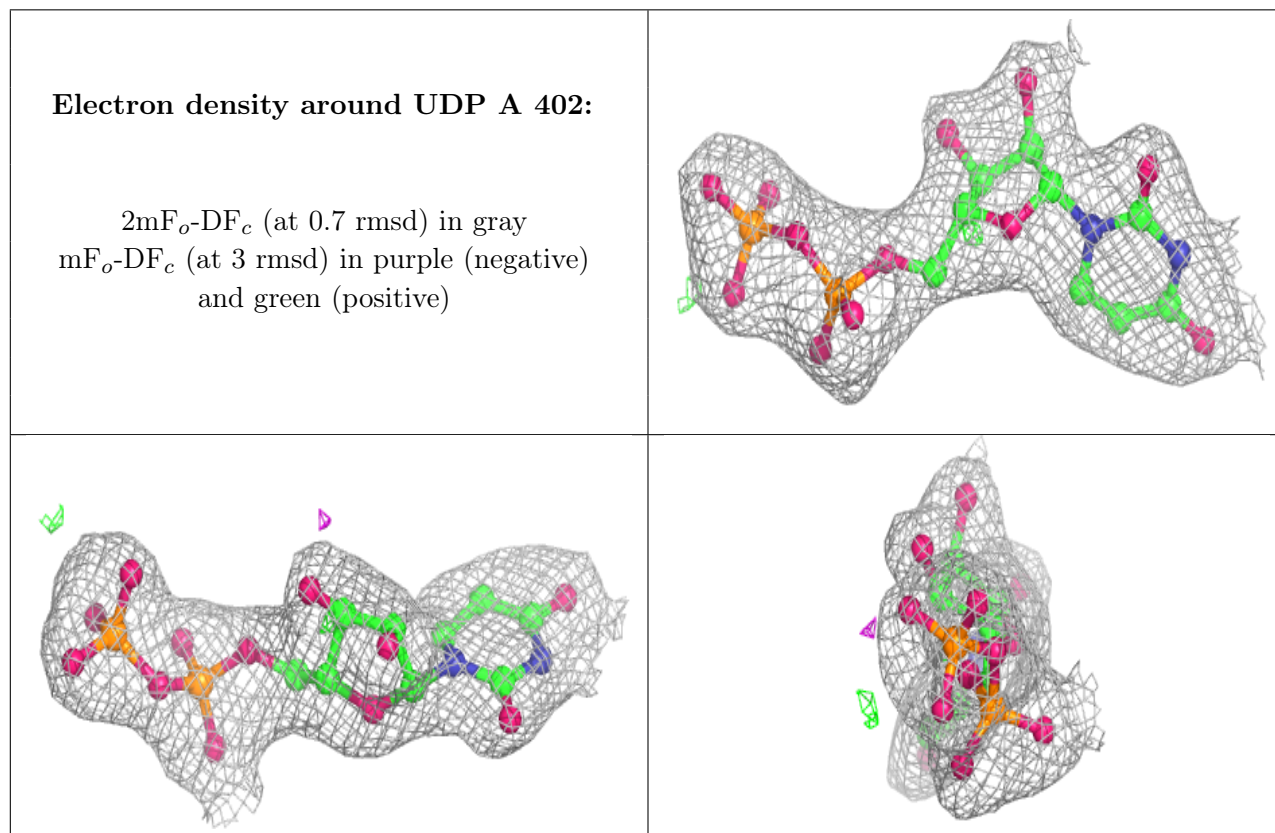 Electron density around UDP A 402:
2mFo-DFc (at 0.7 rmsd) in gray
mFo-DFc (at 3 rmsd) in purple (negative)
and green (positive)